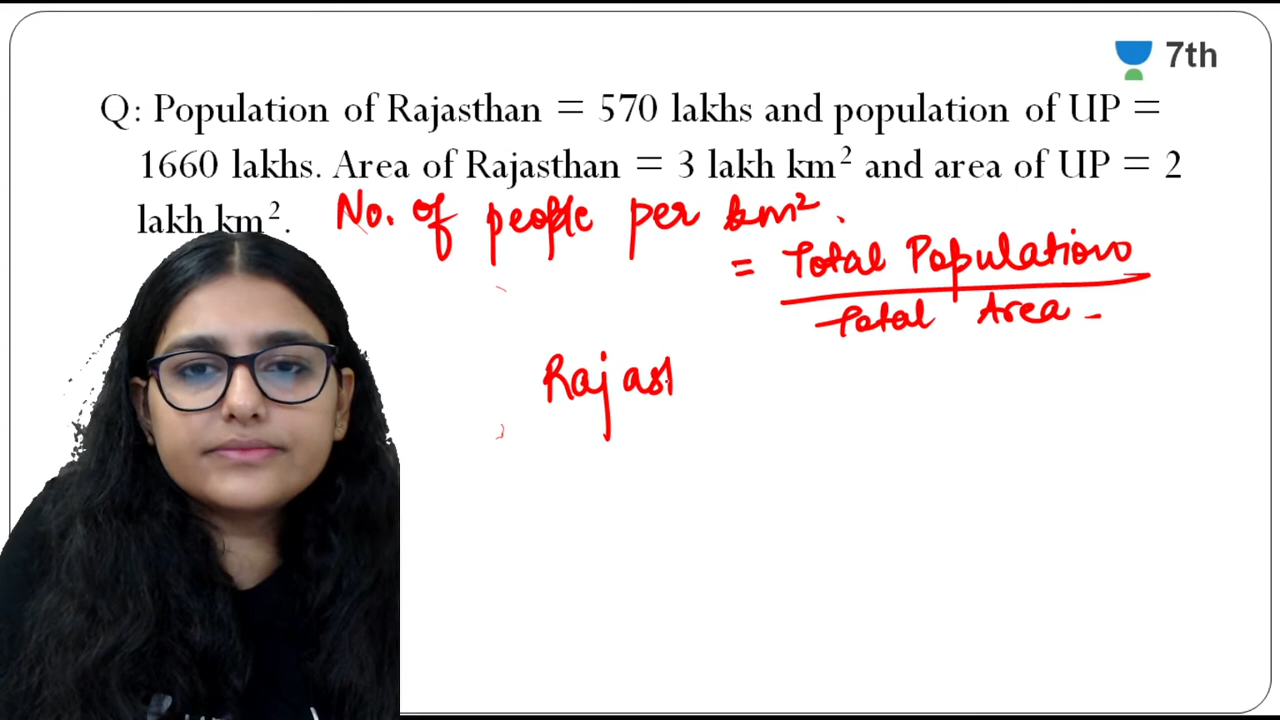 7th
Q: Population of Rajasthan = 570 lakhs and population of UP =
1660 lakhs. Area of Rajasthan = 3 lakh km² and area of UP = 2
lakh km². No. of people per km².
= Total Population
Total Area
Rajast